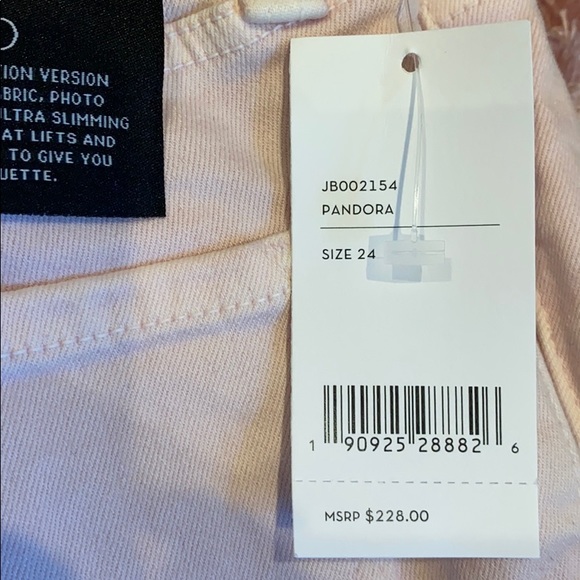 TION VERSION
BRIC, PHOTO
ULTRA SLIMMING
AT LIFTS AND
TO GIVE YOU
UETTE.
JB002154
PANDORA
SIZE 24
1 90925 28882 6
MSRP $228.00